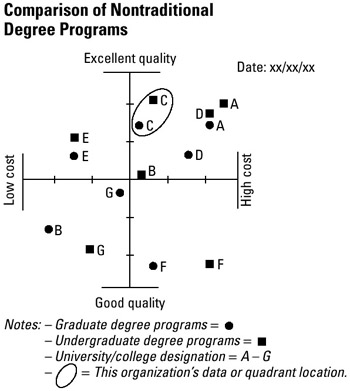 Comparison of Nontraditional
Degree Programs
Excellent quality
Date: xx/xx/xx
C
A
D
C
A
E
E
D
B
Low cost
High cost
G
B
G
F
F
Good quality
Notes: – Graduate degree programs = ●
– Undergraduate degree programs = ■
– University/college designation = A – G
– = This organization's data or quadrant location.